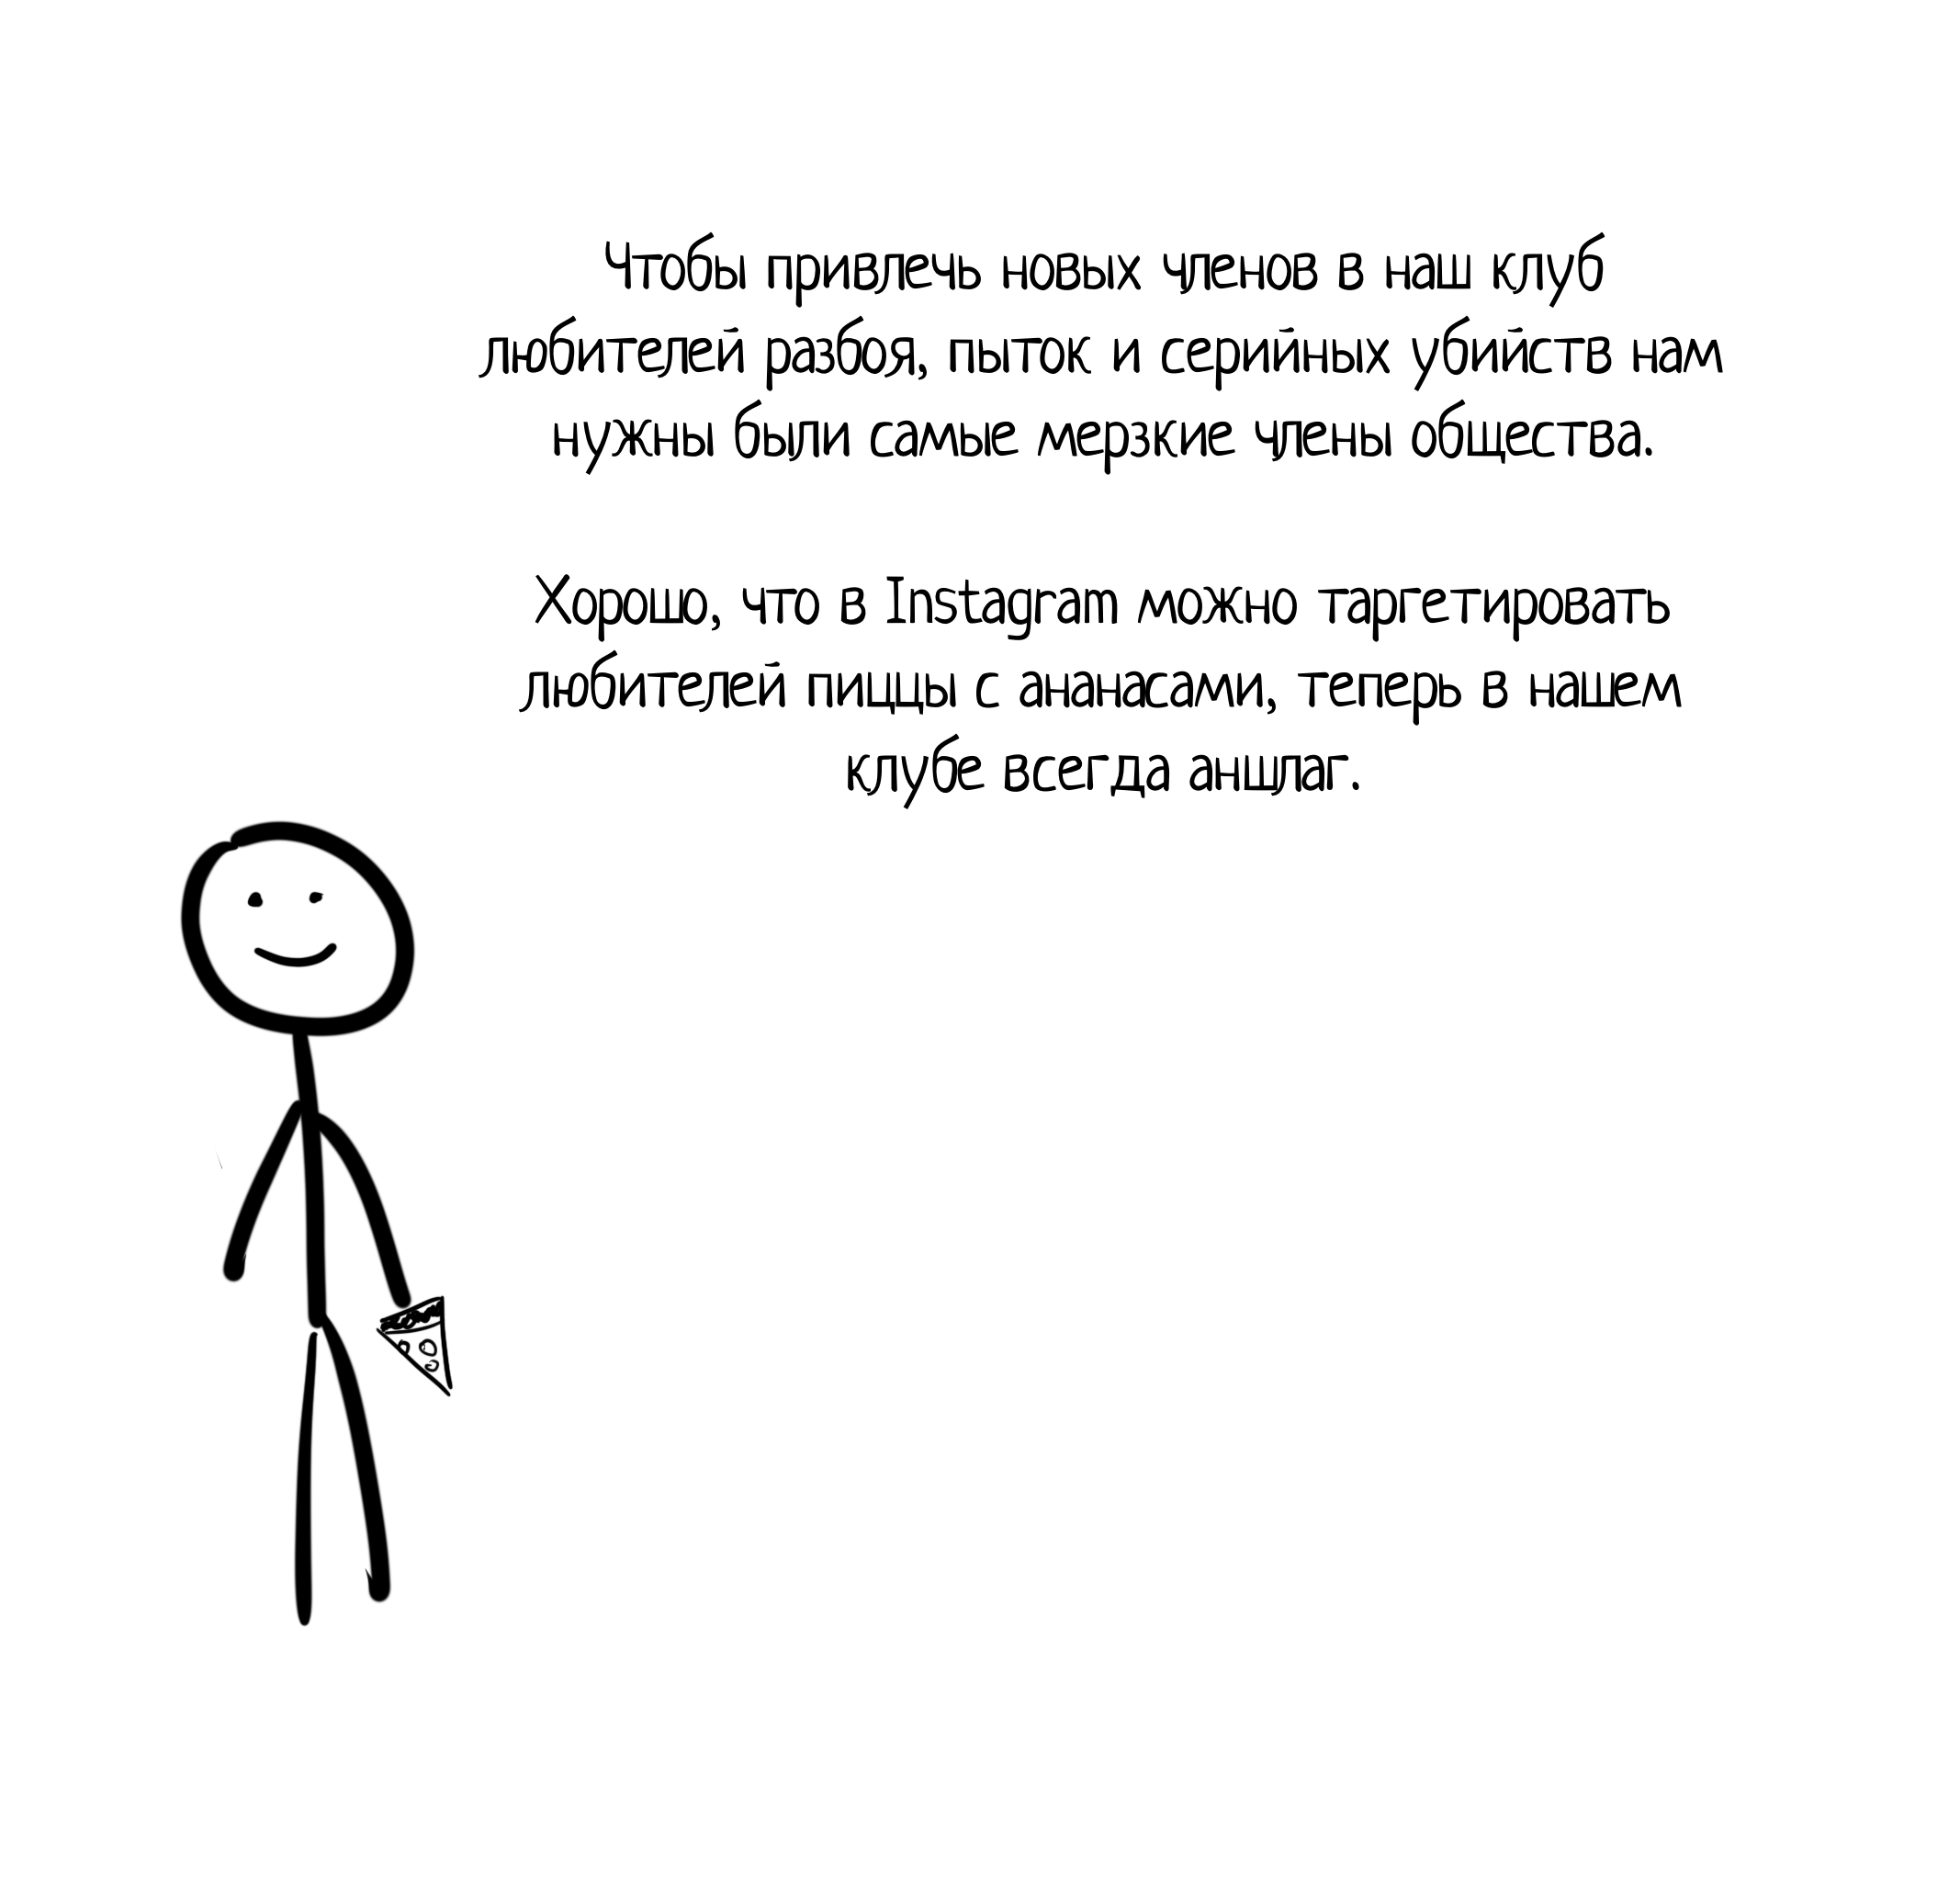 Чтобы привлечь новых членов в наш клуб
любителей разбоя, пыток и серийных убийств нам
нужны были самые мерзкие члены общества.
Хорошо, что в Instagram можно таргетировать
любителей пиццы с ананасами, теперь в нашем
клубе всегда аншлаг.